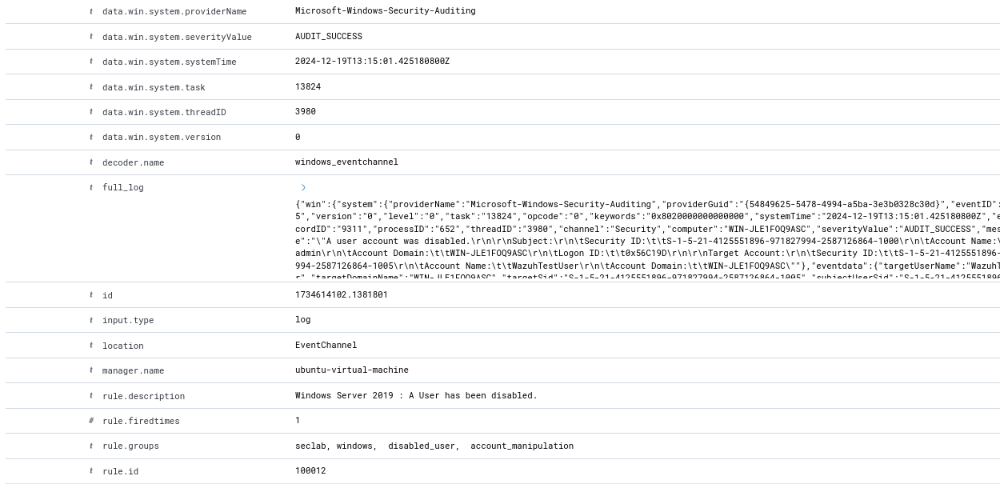 t data.win.system.providerName Microsoft-Windows-Security-Auditing
t data.win.system.severityValue AUDIT_SUCCESS
t data.win.system.systemTime 2024-12-19T13:15:01.425180800Z
t data.win.system.task 13824
t data.win.system.threadID 3980
t data.win.system.version 0
t decoder.name windows_eventchannel
t full_log
{"win":{"system":{"providerName":"Microsoft-Windows-Security-Auditing","providerGuid":"{54849625-5478-4994-a5ba-3e3b0328c30d}","eventID":
5","version":"0","level":"0","task":"13824","opcode":"0","keywords":"0x8020000000000000","systemTime":"2024-12-19T13:15:01.425180800Z","e
cordID":"9311","processID":"652","threadID":"3980","channel":"Security","computer":"WIN-JLE1FOQ9ASC","severityValue":"AUDIT_SUCCESS","mes
e":"\"A user account was disabled.\r\n\r\nSubject:\r\n\tSecurity ID:\t\tS-1-5-21-4125551896-971827994-2587126864-1000\r\n\tAccount Name:\
admin\r\n\tAccount Domain:\t\tWIN-JLE1FOQ9ASC\r\n\tLogon ID:\t\t0x56C19D\r\n\r\nTarget Account:\r\n\tSecurity ID:\t\tS-1-5-21-4125551896-
994-2587126864-1005\r\n\tAccount Name:\t\tWazuhTestUser\r\n\tAccount Domain:\t\tWIN-JLE1FOQ9ASC\""},"eventdata":{"targetUserName":"WazuhT
r","targetDomainName":"WIN-JLE1FOQ9ASC","targetSid":"S-1-5-21-4125551896-971827994-2587126864-1005","subjectUserSid":"S-1-5-21-4125551896
t id 1734614102.1381801
t input.type log
t location EventChannel
t manager.name ubuntu-virtual-machine
t rule.description Windows Server 2019 : A User has been disabled.
# rule.firedtimes 1
t rule.groups seclab, windows, disabled_user, account_manipulation
t rule.id 100012